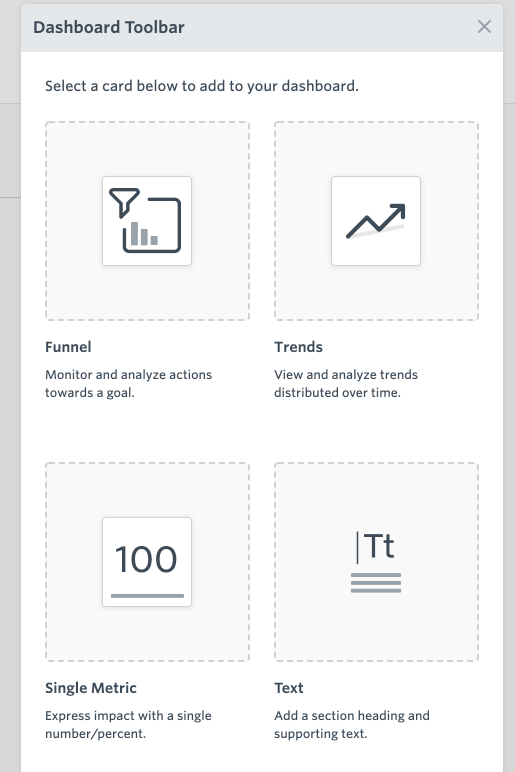 Dashboard Toolbar
Select a card below to add to your dashboard.
Funnel
Monitor and analyze actions
towards a goal.
Trends
View and analyze trends
distributed over time.
100
Single Metric
Express impact with a single
number/percent.
Tt
Text
Add a section heading and
supporting text.